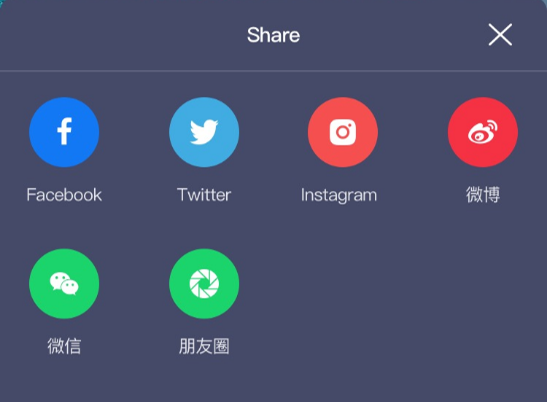 Share
Facebook
Twitter
Instagram
微博
微信
朋友圈